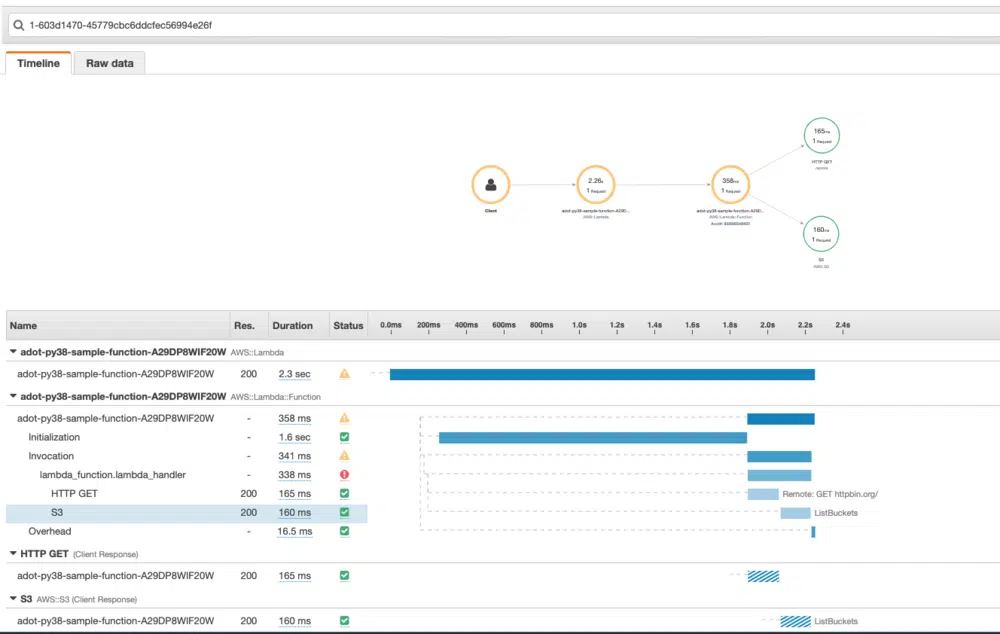 1-603d1470-45779cbc6ddcfec56994e26f
Timeline Raw data
165ms
1 Request
HTTP GET
2.26s
1 Request
358ms
1 Request
Client
adot-py38-sample-function-A29D...
AWS::Lambda
adot-py38-sample-function-A29D...
AWS::Lambda::Function
160ms
1 Request
S3
AWS::S3
Name Res. Duration Status 0.0ms 200ms 400ms 600ms 800ms 1.0s 1.2s 1.4s 1.6s 1.8s 2.0s 2.2s 2.4s
adot-py38-sample-function-A29DP8WIF20W AWS::Lambda
adot-py38-sample-function-A29DP8WIF20W 200 2.3 sec
adot-py38-sample-function-A29DP8WIF20W AWS::Lambda::Function
adot-py38-sample-function-A29DP8WIF20W - 358 ms
Initialization - 1.6 sec
Invocation - 341 ms
lambda_function.lambda_handler - 338 ms
HTTP GET 200 165 ms Remote: GET httpbin.org/
S3 200 160 ms ListBuckets
Overhead - 16.5 ms
HTTP GET (Client Response)
adot-py38-sample-function-A29DP8WIF20W 200 165 ms
S3 AWS::S3 (Client Response)
adot-py38-sample-function-A29DP8WIF20W 200 160 ms ListBuckets